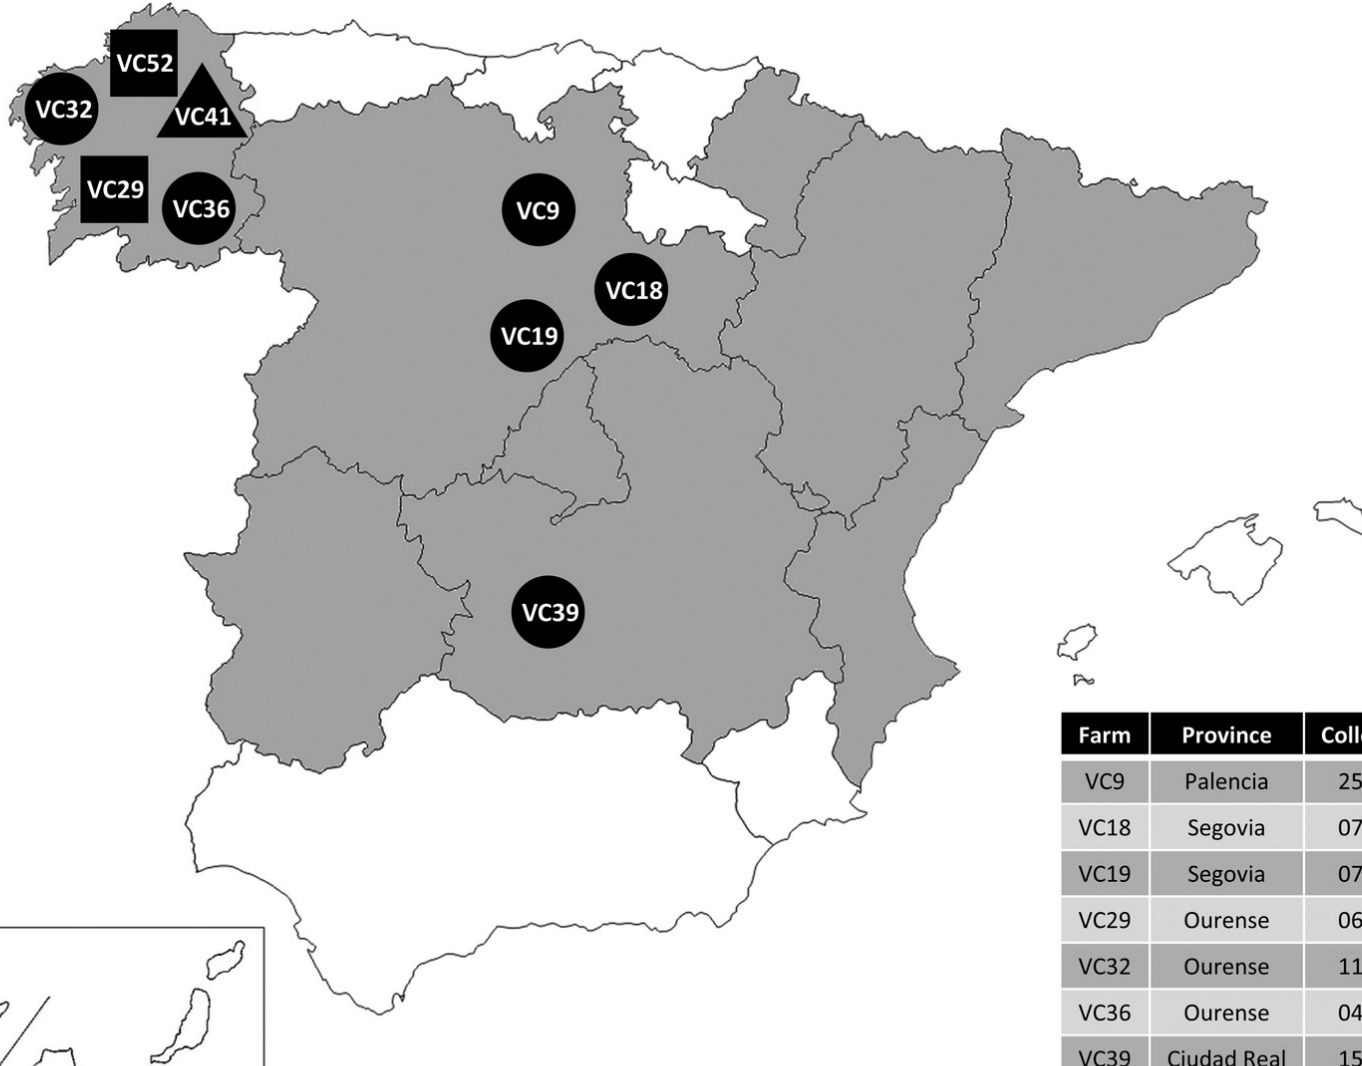 VC52
VC32
VC41
VC29
VC36
VC9
VC18
VC19
VC39
Farm Province Coll
VC9 Palencia 25
VC18 Segovia 07
VC19 Segovia 07
VC29 Ourense 06
VC32 Ourense 11
VC36 Ourense 04
VC39 Ciudad Real 15